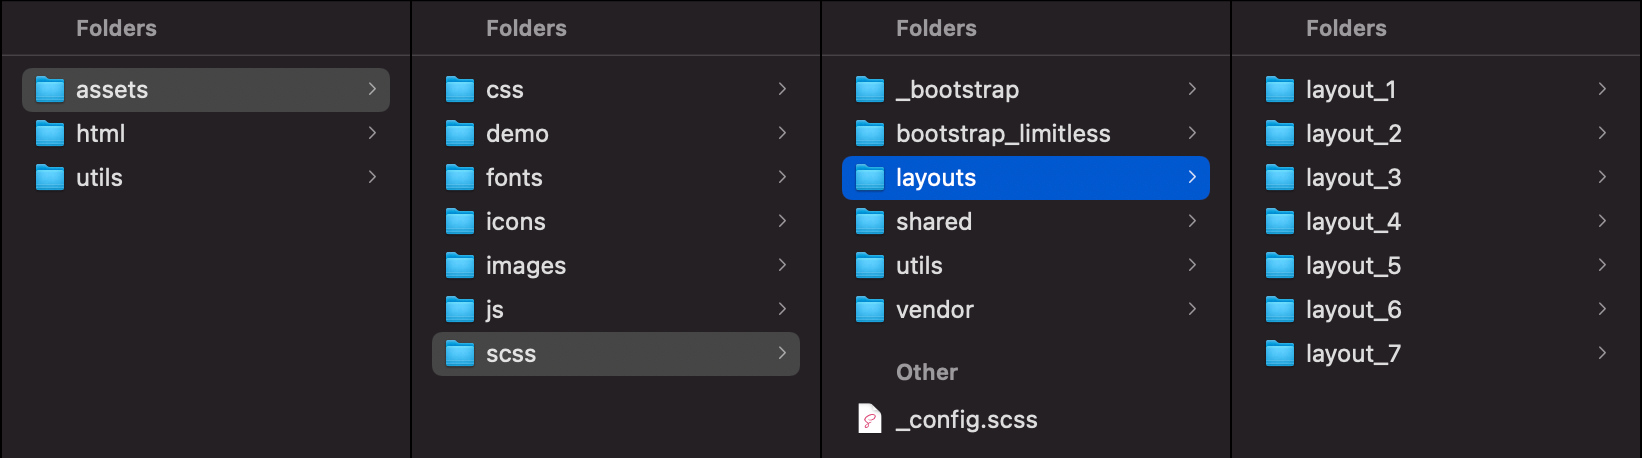 Folders
assets
html
utils
Folders
css
demo
fonts
icons
images
js
scss
Folders
_bootstrap
bootstrap_limitless
layouts
shared
utils
vendor
Other
_config.scss
Folders
layout_1
layout_2
layout_3
layout_4
layout_5
layout_6
layout_7